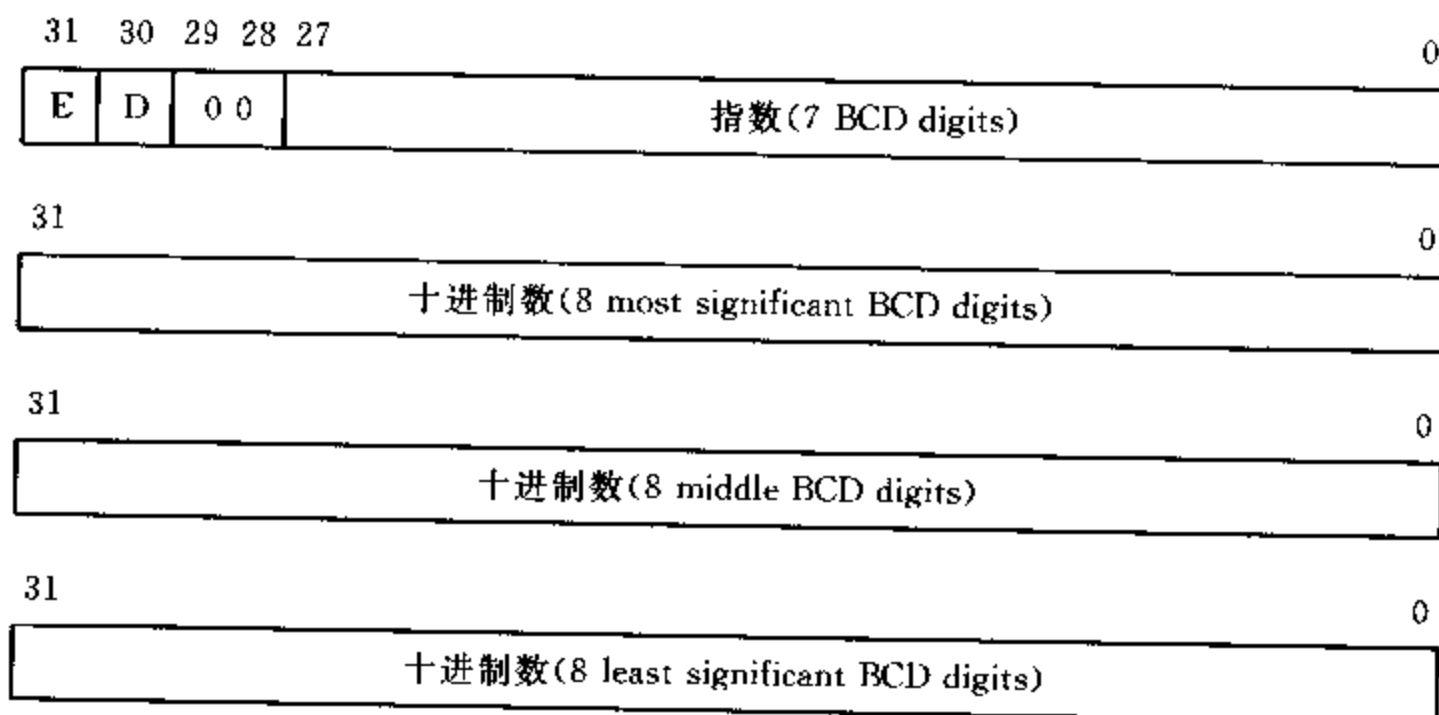 31 30 29 28 27 0
E D 0 0 指数(7 BCD digits)
31 0
十进制数(8 most significant BCD digits)
31 0
十进制数(8 middle BCD digits)
31 0
十进制数(8 least significant BCD digits)